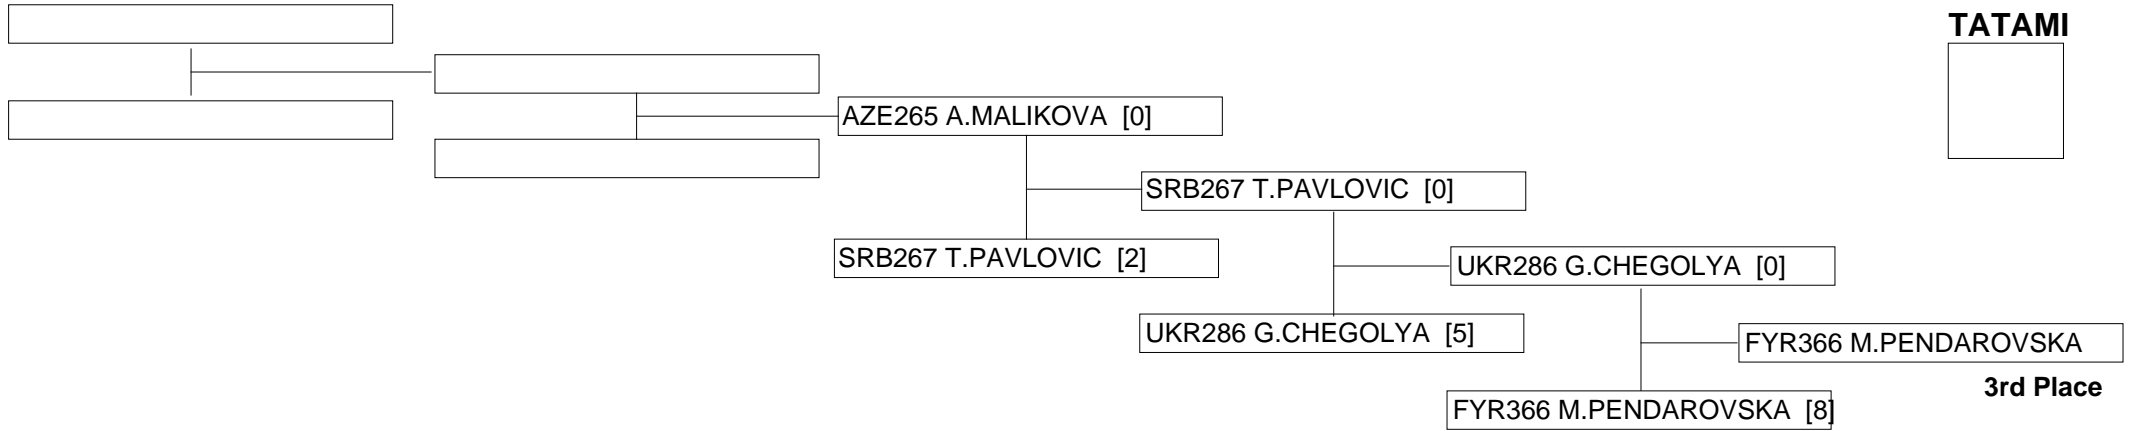 TATAMI
AZE265 A.MALIKOVA [0]
SRB267 T.PAVLOVIC [0]
SRB267 T.PAVLOVIC [2]
UKR286 G.CHEGOLYA [0]
UKR286 G.CHEGOLYA [5]
FYR366 M.PENDAROVSKA
3rd Place
FYR366 M.PENDAROVSKA [8]